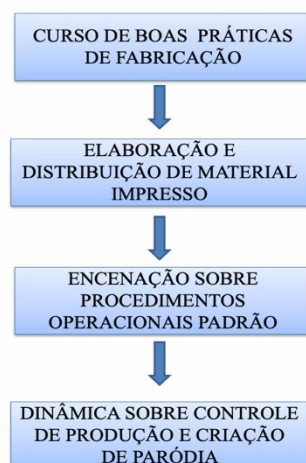 CURSO DE BOAS PRÁTICAS
DE FABRICAÇÃO
ELABORAÇÃO E
DISTRIBUIÇÃO DE MATERIAL
IMPRESSO
ENCENAÇÃO SOBRE
PROCEDIMENTOS
OPERACIONAIS PADRÃO
DINÂMICA SOBRE CONTROLE
DE PRODUÇÃO E CRIAÇÃO
DE PARÓDIA